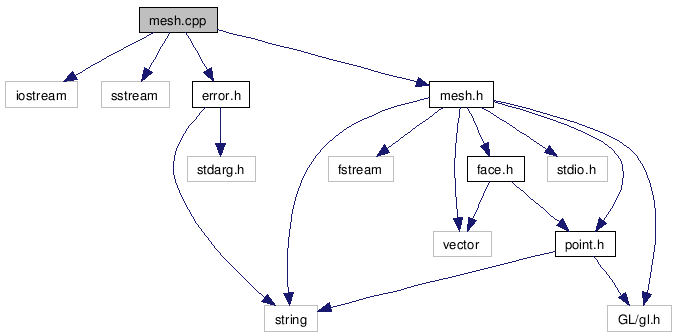 mesh.cpp
iostream
sstream
error.h
mesh.h
stdarg.h
fstream
face.h
stdio.h
vector
point.h
string
GL/gl.h